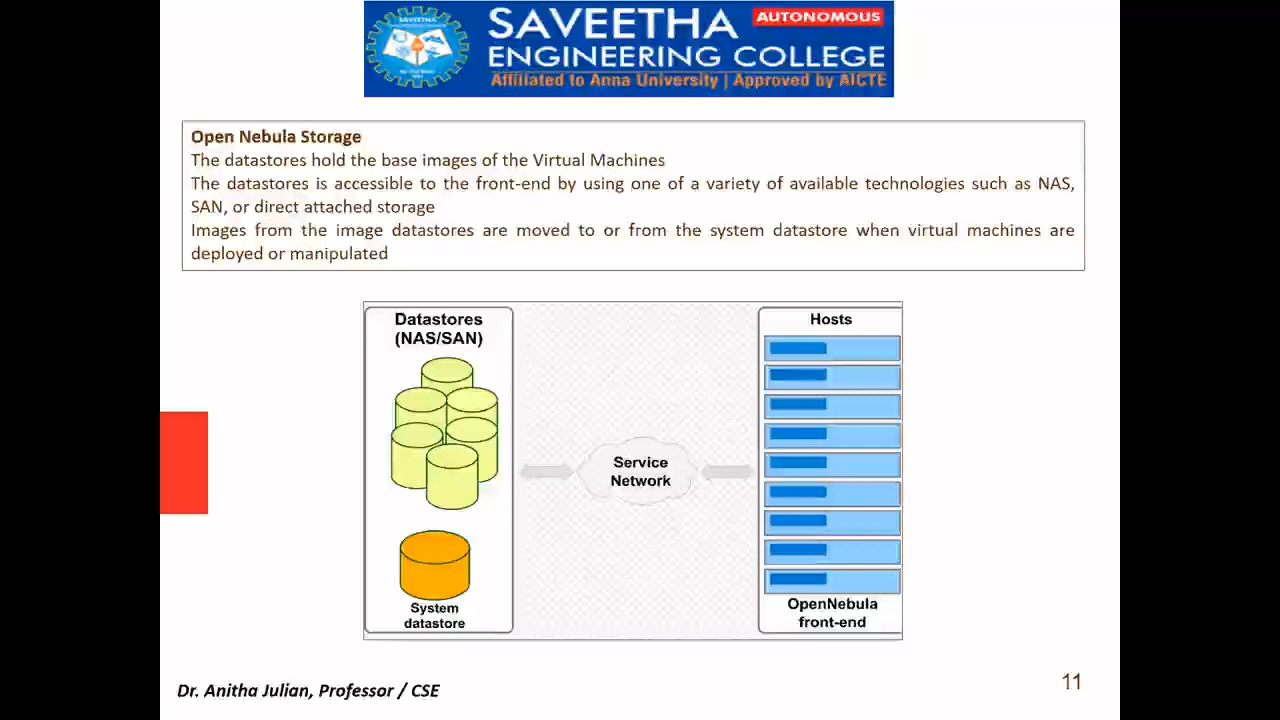 SAVEETHA
AUTONOMOUS
ENGINEERING COLLEGE
Affiliated to Anna University | Approved by AICTE
SAVEETHA
Open Nebula Storage
The datastores hold the base images of the Virtual Machines
The datastores is accessible to the front-end by using one of a variety of available technologies such as NAS,
SAN, or direct attached storage
Images from the image datastores are moved to or from the system datastore when virtual machines are
deployed or manipulated
Datastores
(NAS/SAN)
System
datastore
Service
Network
Hosts
OpenNebula
front-end
Dr. Anitha Julian, Professor / CSE
11